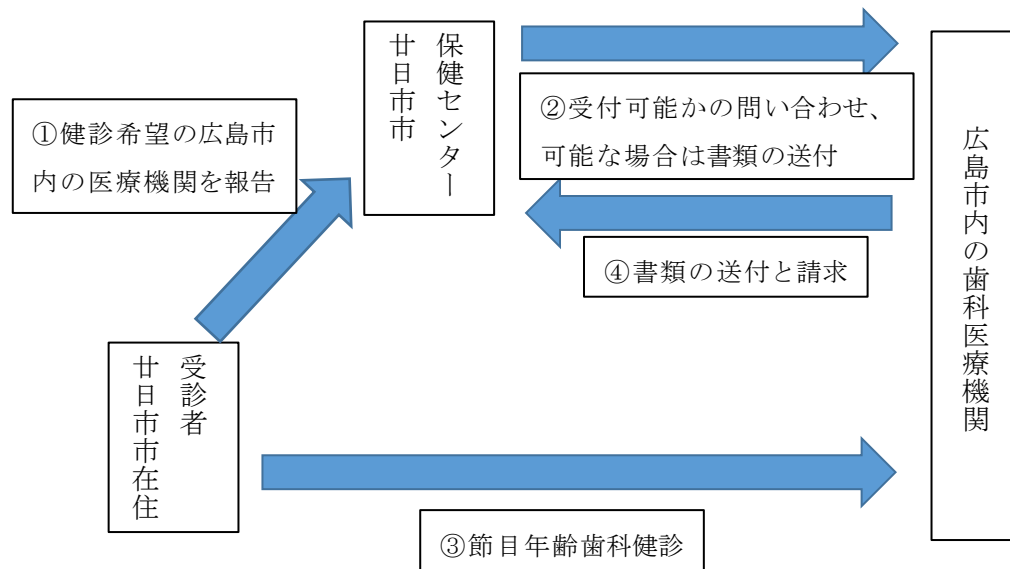 保健センター
廿日市市
①健診希望の広島市
内の医療機関を報告
②受付可能かの問い合わせ、
可能な場合は書類の送付
広島市内の歯科医療機関
④書類の送付と請求
受診者
廿日市市在住
③節目年齢歯科健診